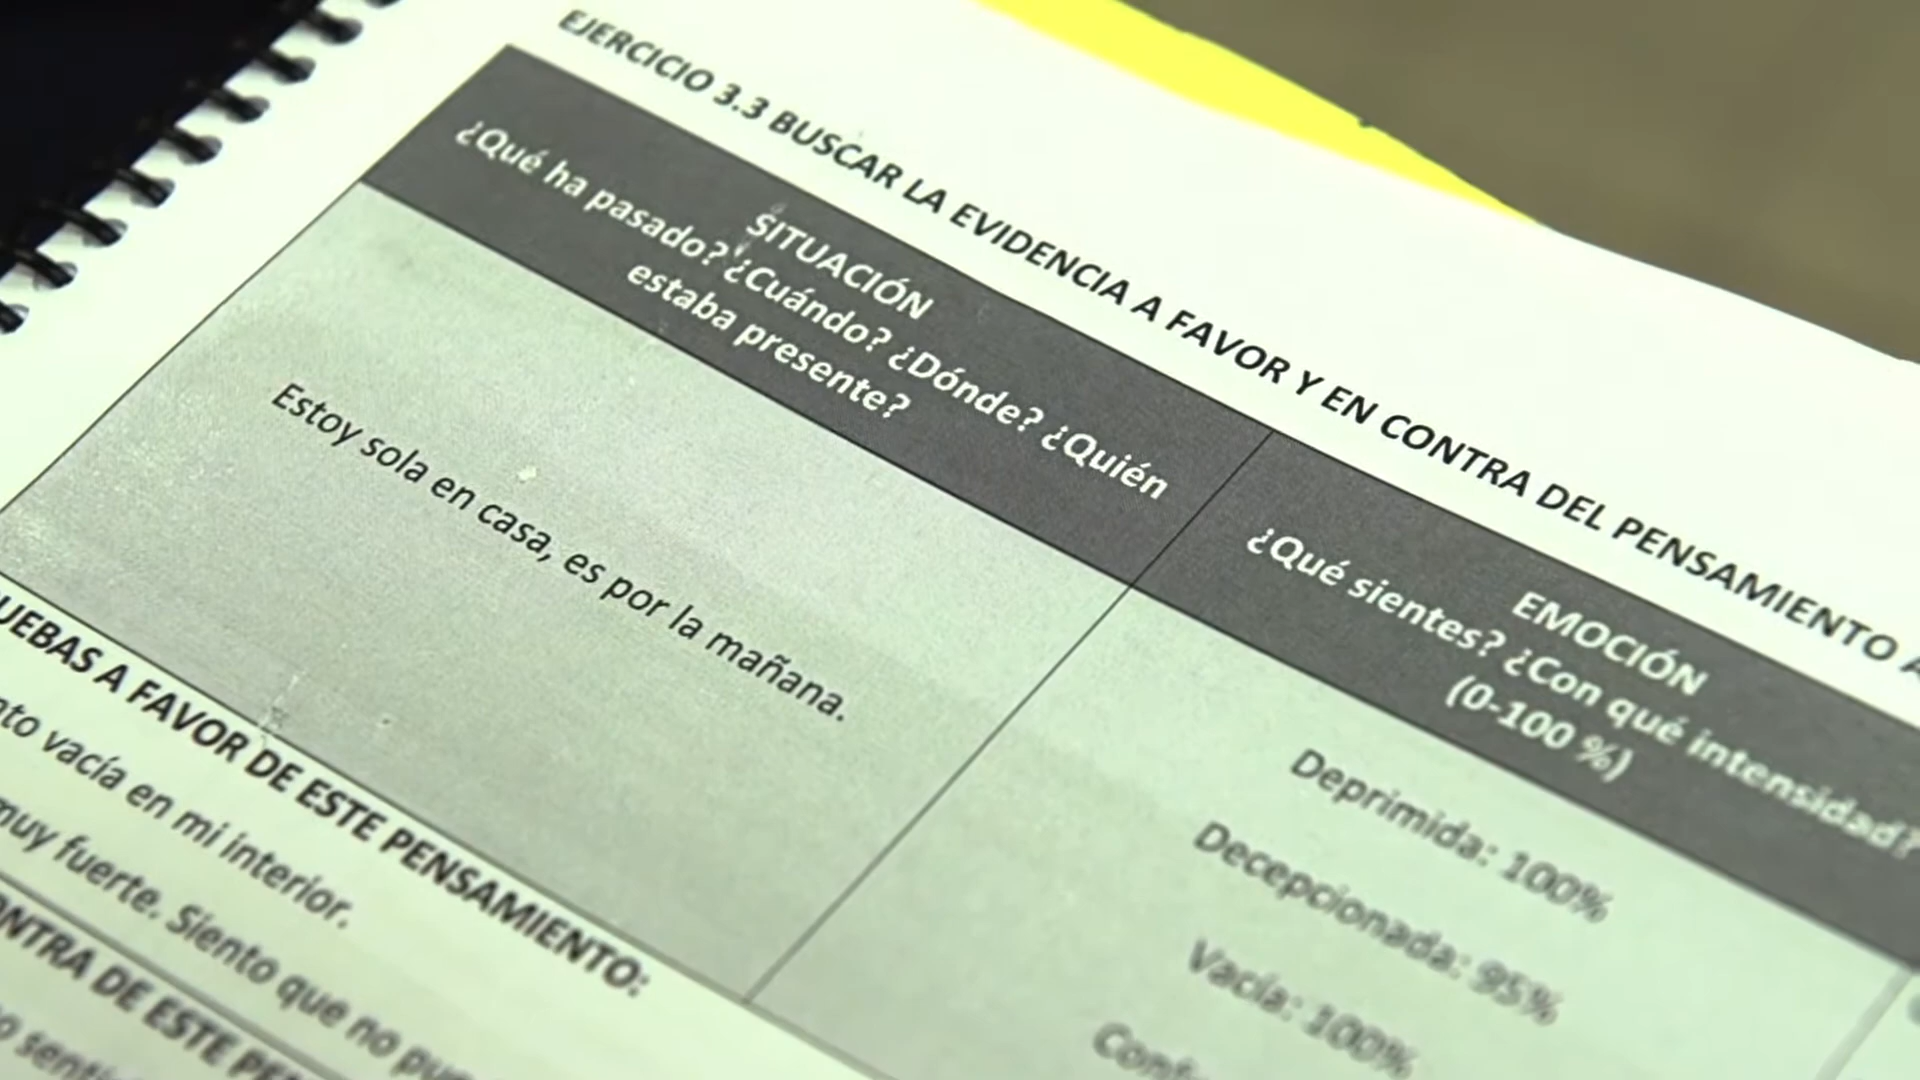 EJERCICIO 3.3 BUSCAR LA EVIDENCIA A FAVOR Y EN CONTRA DEL PENSAMIENTO
SITUACIÓN
¿Qué ha pasado? ¿Cuándo? ¿Dónde? ¿Quién
estaba presente?
EMOCIÓN
¿Qué sientes? ¿Con qué intensidad?
(0-100 %)
Estoy sola en casa, es por la mañana.
Deprimida: 100%
Decepcionada: 95%
Vacía: 100%
A FAVOR DE ESTE PENSAMIENTO:
vacía en mi interior.
muy fuerte. Siento que no
DE ESTE